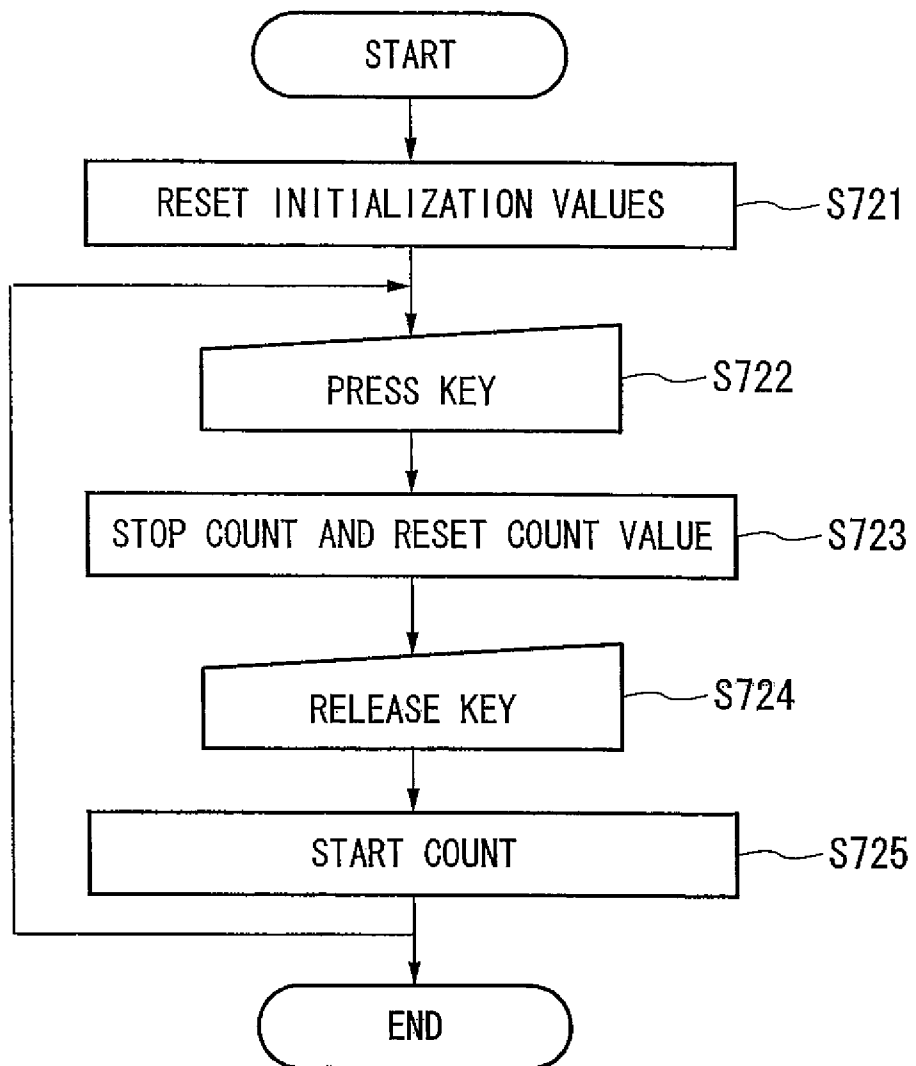 START
RESET INITIALIZATION VALUES
S721
PRESS KEY
S722
STOP COUNT AND RESET COUNT VALUE
S723
RELEASE KEY
S724
START COUNT
S725
END